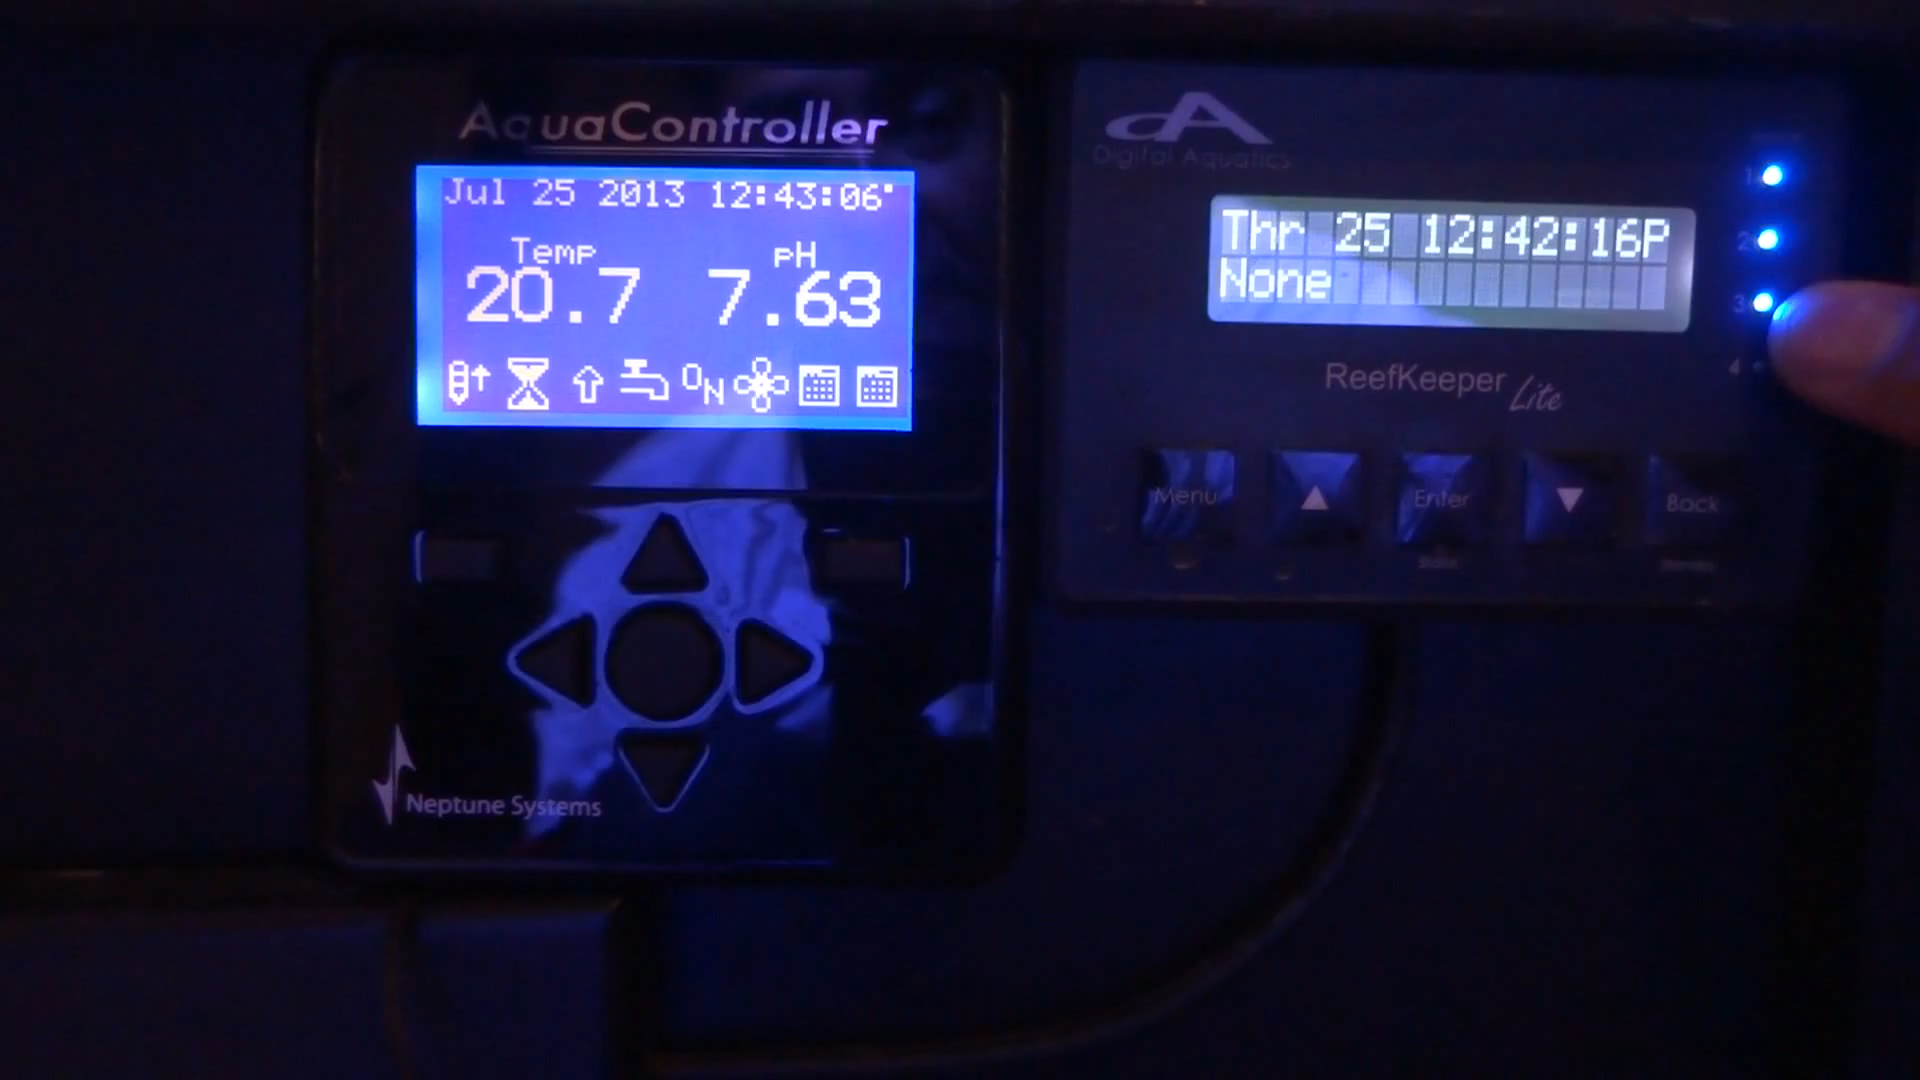 AquaController
Jul 25 2013 12:43:06
Temp pH
20.7 7.63
ON
Neptune Systems
dA
Digital Aquatics
Thr 25 12:42:16P
None
1
2
3
4
ReefKeeper Lite
Menu ▲ Enter ▼ Back